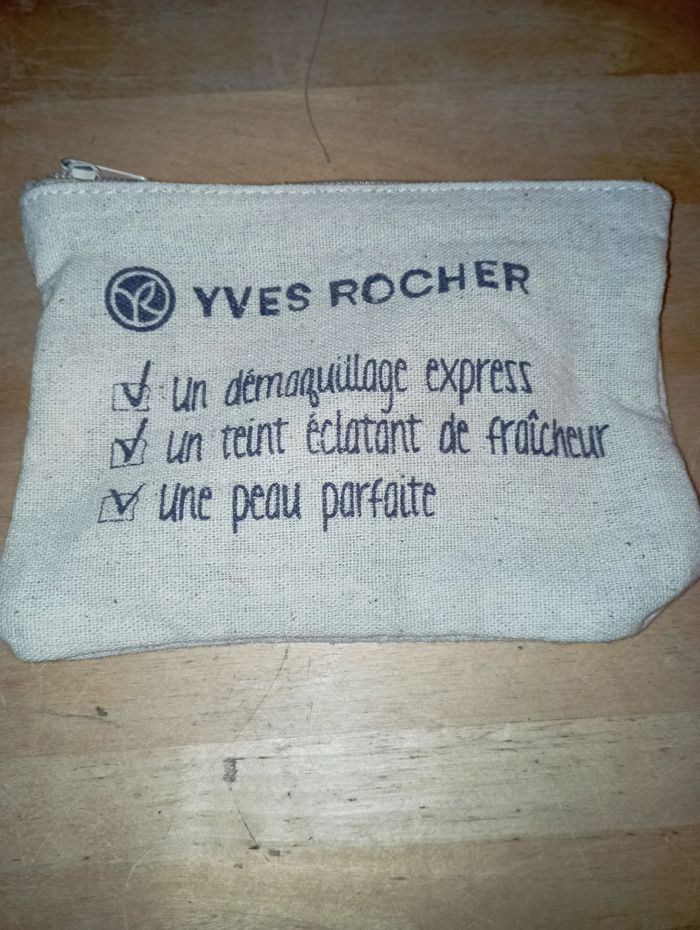 YVES ROCHER
un démaquillage express
un teint éclatant de fraîcheur
une peau parfaite